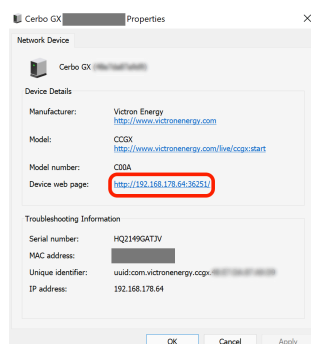 Cerbo GX Properties
Network Device
Cerbo GX
Device Details
Manufacturer: Victron Energy
http://www.victronenergy.com
Model: CCGX
http://www.victronenergy.com/live/ccgx:start
Model number: C00A
Device web page: http://192.168.178.64:36251/
Troubleshooting Information
Serial number: HQ2149GATJV
MAC address:
Unique identifier: uuid:com.victronenergy.ccgx.
IP address: 192.168.178.64
OK Cancel Apply